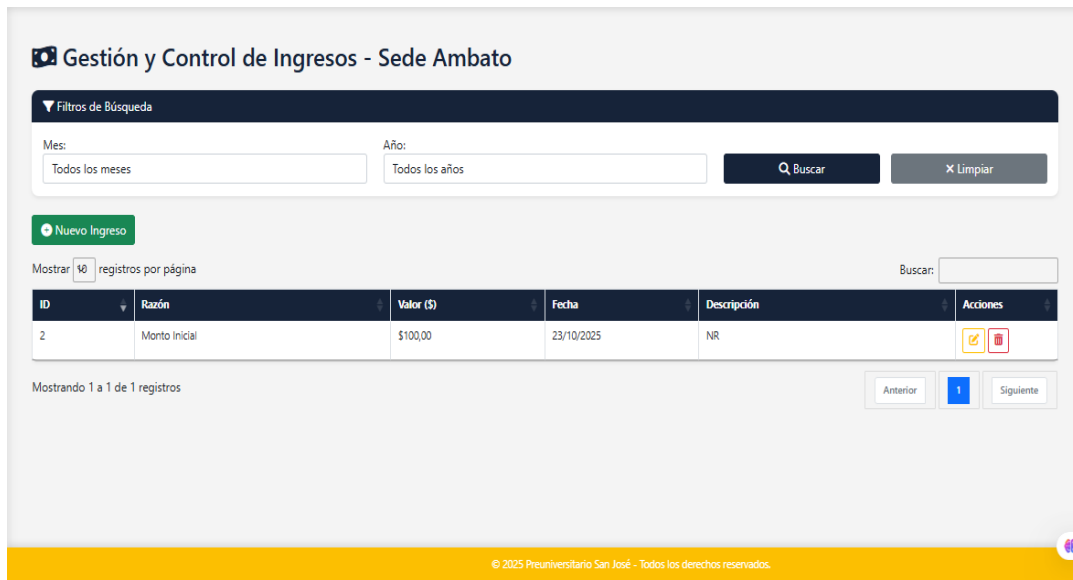 Gestión y Control de Ingresos - Sede Ambato
Filtros de Búsqueda
Mes: Año:
Todos los meses Todos los años Buscar Limpiar
Nuevo Ingreso
Mostrar 10 registros por página Buscar:
ID Razón Valor ($) Fecha Descripción Acciones
2 Monto Inicial $100,00 23/10/2025 NR
Mostrando 1 a 1 de 1 registros Anterior 1 Siguiente
© 2025 Preuniversitario San José - Todos los derechos reservados.